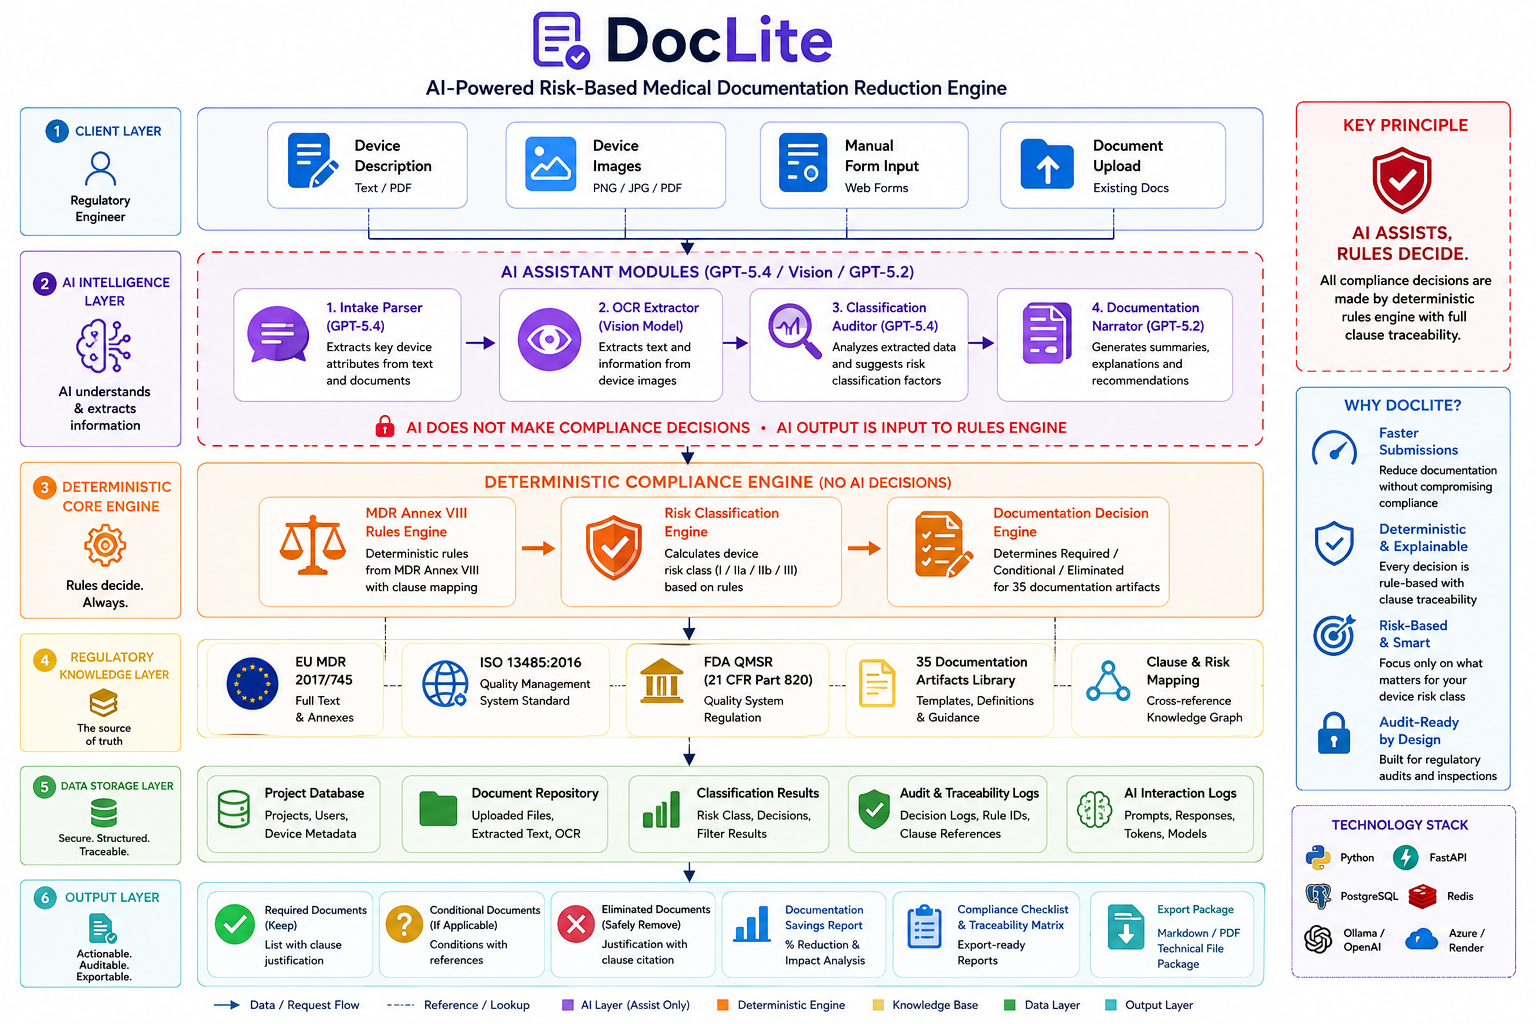 DocLite
AI-Powered Risk-Based Medical Documentation Reduction Engine
1 CLIENT LAYER
Regulatory
Engineer
Device
Description
Text / PDF
Device
Images
PNG / JPG / PDF
Manual
Form Input
Web Forms
Document
Upload
Existing Docs
2 AI INTELLIGENCE
LAYER
AI understands
& extracts
information
AI ASSISTANT MODULES (GPT-5.4 / Vision / GPT-5.2)
1. Intake Parser
(GPT-5.4)
Extracts key device
attributes from text
and documents
2. OCR Extractor
(Vision Model)
Extracts text and
information from
device images
3. Classification
Auditor (GPT-5.4)
Analyzes extracted data
and suggests risk
classification factors
4. Documentation
Narrator (GPT-5.2)
Generates summaries,
explanations and
recommendations
AI DOES NOT MAKE COMPLIANCE DECISIONS • AI OUTPUT IS INPUT TO RULES ENGINE
3 DETERMINISTIC
CORE ENGINE
Rules decide.
Always.
DETERMINISTIC COMPLIANCE ENGINE (NO AI DECISIONS)
MDR Annex VIII
Rules Engine
Deterministic rules
from MDR Annex VIII
with clause mapping
Risk Classification
Engine
Calculates device
risk class (I / IIa / IIb / III)
based on rules
Documentation Decision
Engine
Determines Required /
Conditional / Eliminated
for 35 documentation artifacts
4 REGULATORY
KNOWLEDGE LAYER
The source
of truth
EU MDR
2017/745
Full Text
& Annexes
ISO 13485:2016
Quality Management
System Standard
FDA QMSR
(21 CFR Part 820)
Quality System
Regulation
35 Documentation
Artifacts Library
Templates, Definitions
& Guidance
Clause & Risk
Mapping
Cross-reference
Knowledge Graph
5 DATA STORAGE LAYER
Secure. Structured.
Traceable.
Project Database
Projects, Users,
Device Metadata
Document Repository
Uploaded Files,
Extracted Text, OCR
Classification Results
Risk Class, Decisions,
Filter Results
Audit & Traceability Logs
Decision Logs, Rule IDs,
Clause References
AI Interaction Logs
Prompts, Responses,
Tokens, Models
6 OUTPUT LAYER
Actionable.
Auditable.
Exportable.
Required Documents
(Keep)
List with clause
justification
?
Conditional Documents
(If Applicable)
Conditions with
references
Eliminated Documents
(Safely Remove)
Justification with
clause citation
Documentation
Savings Report
% Reduction &
Impact Analysis
Compliance Checklist
& Traceability Matrix
Export-ready
Reports
Export Package
Markdown / PDF
Technical File
Package
Data / Request Flow
Reference / Lookup
AI Layer (Assist Only)
Deterministic Engine
Knowledge Base
Data Layer
Output Layer
KEY PRINCIPLE
AI ASSISTS,
RULES DECIDE.
All compliance decisions are
made by deterministic
rules engine with full
clause traceability.
WHY DOCLITE?
Faster
Submissions
Reduce documentation
without compromising
compliance
Deterministic
& Explainable
Every decision is
rule-based with
clause traceability
Risk-Based
& Smart
Focus only on what
matters for your
device risk class
Audit-Ready
by Design
Built for regulatory
audits and inspections
TECHNOLOGY STACK
Python
FastAPI
PostgreSQL
Redis
Ollama /
OpenAI
Azure /
Render